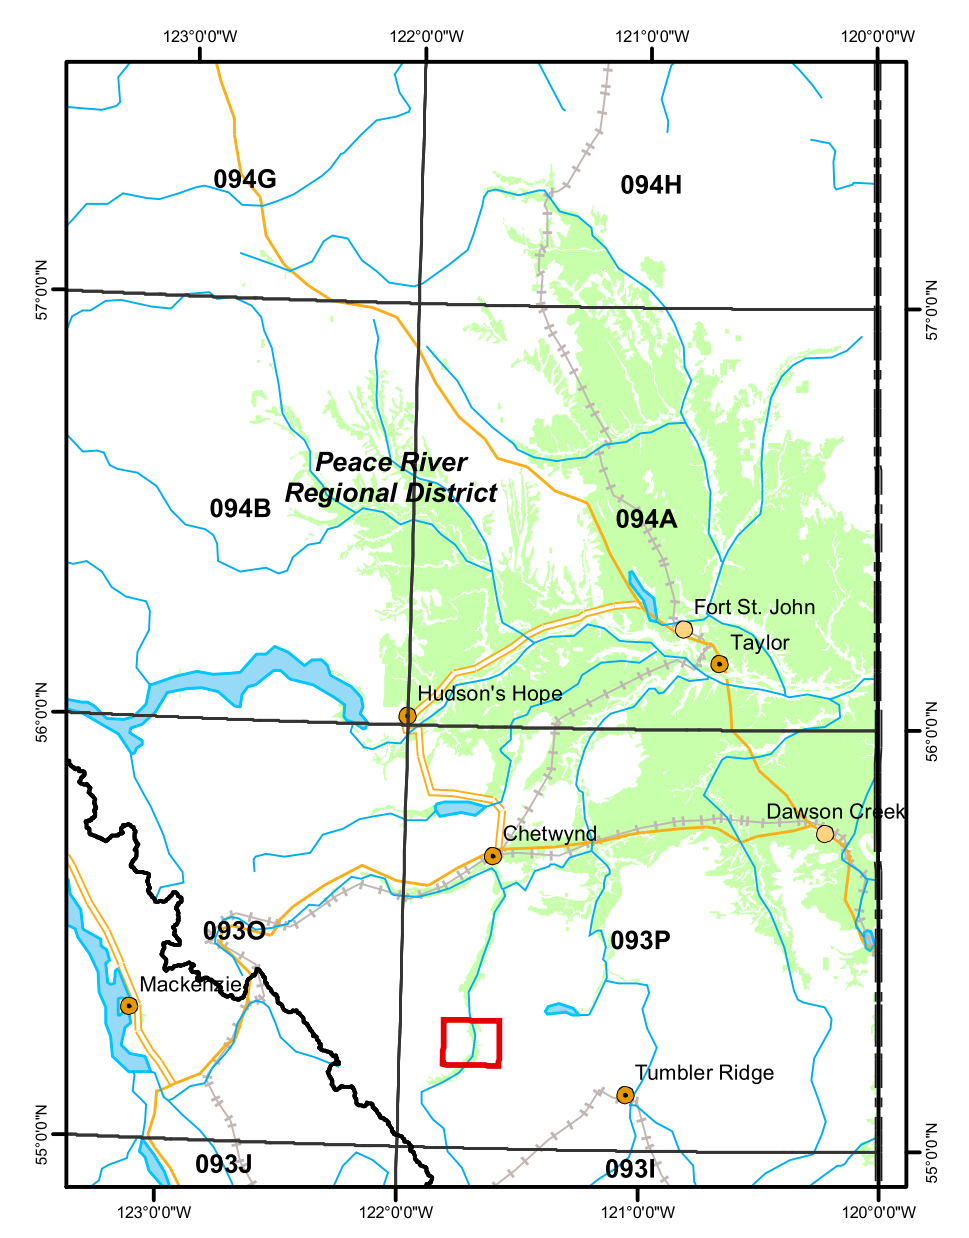 123°0'0"W 122°0'0"W 121°0'0"W 120°0'0"W
094G
094H
57°0'0"N
57°0'0"N
Peace River
Regional District
094B
094A
Fort St. John
Taylor
Hudson's Hope
56°0'0"N
56°0'0"N
Dawson Creek
Chetwynd
093O
093P
Mackenzie
Tumbler Ridge
55°0'0"N
55°0'0"N
093J
093I
123°0'0"W 122°0'0"W 121°0'0"W 120°0'0"W